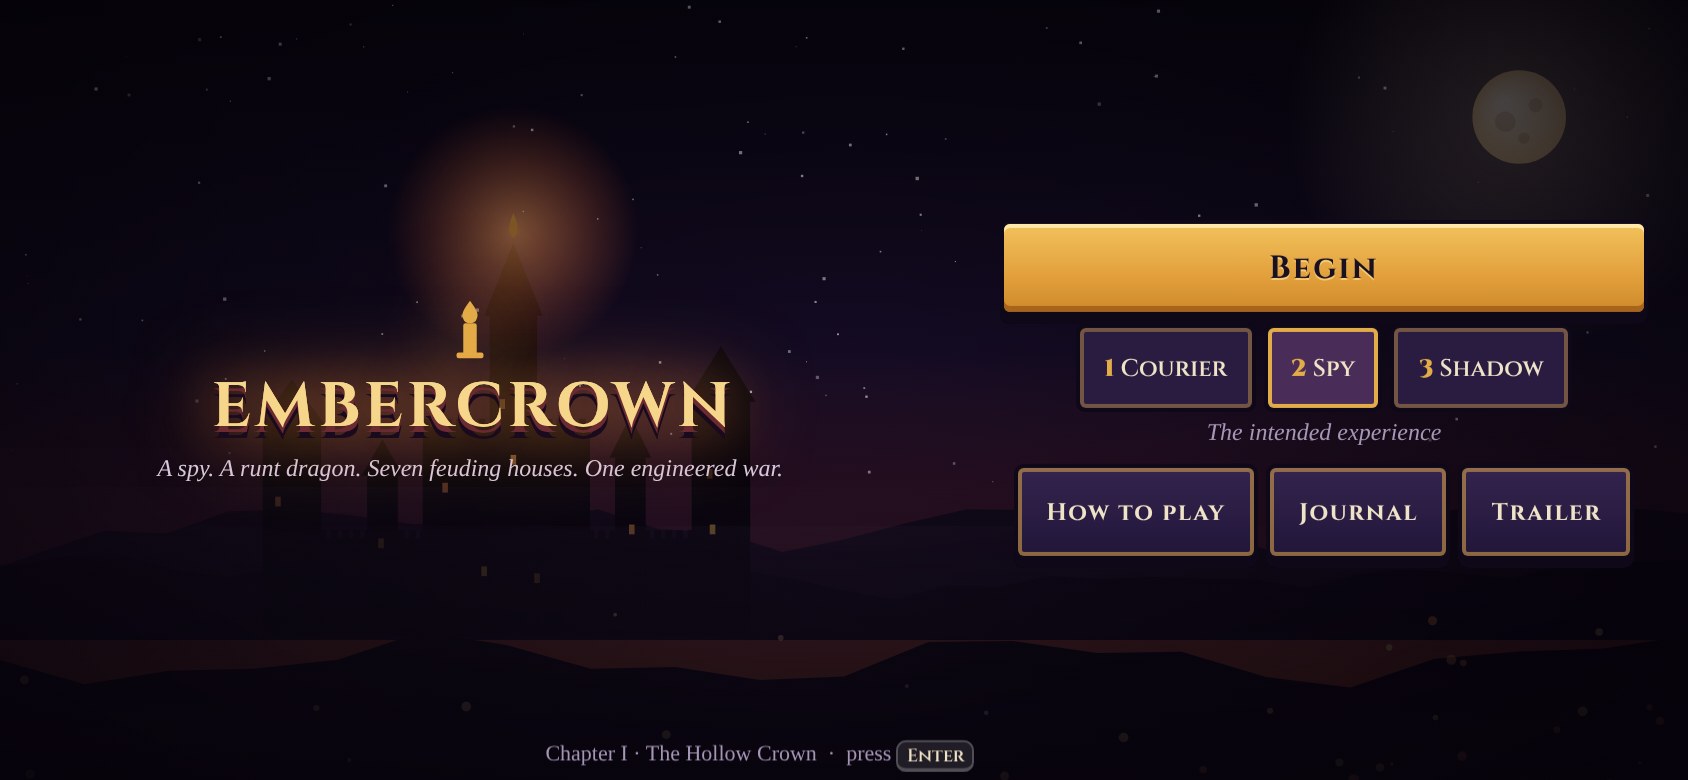 EMBERCROWN
A spy. A runt dragon. Seven feuding houses. One engineered war.
Begin
1 Courier
2 Spy
3 Shadow
The intended experience
How to play
Journal
Trailer
Chapter I · The Hollow Crown · press Enter